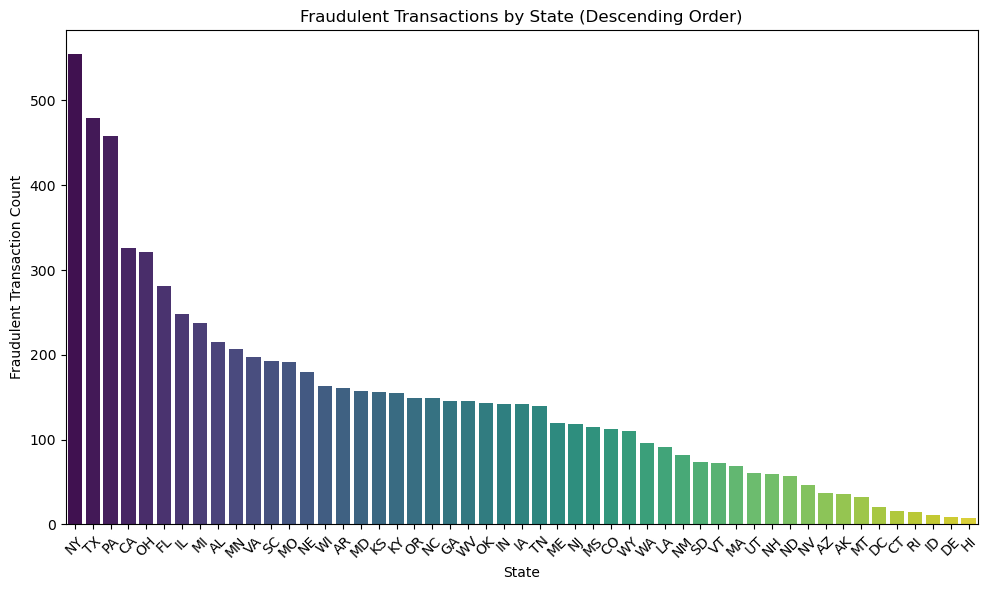 Fraudulent Transactions by State (Descending Order)
Fraudulent Transaction Count
500
400
300
200
100
0
NY TX PA CA OH FL IL MI AL MN VA SC MO NE WI AR MD KS KY OR NC GA WV OK IN IA TN ME NJ MS CO WY WA LA NM SD VT MA UT NH ND NV AZ AK MT DC CT RI ID DE HI
State